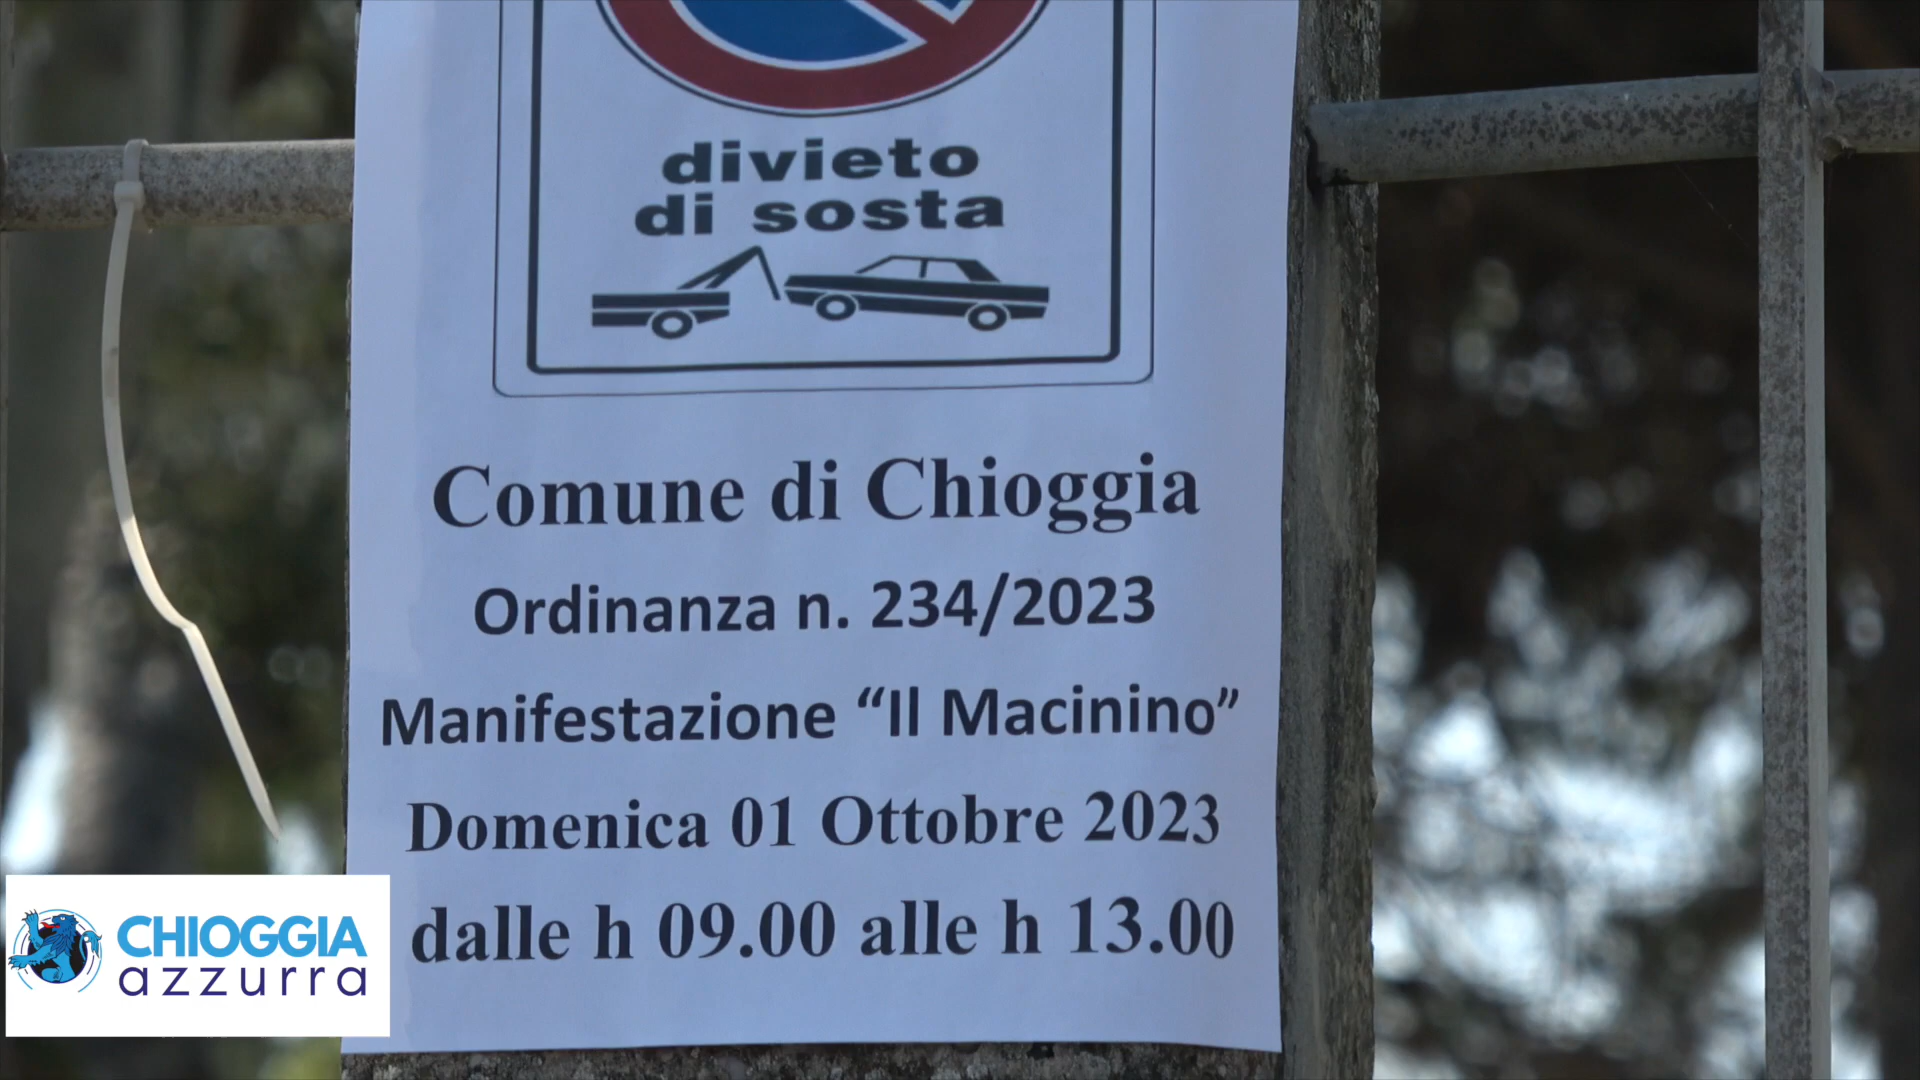 divieto
di sosta
Comune di Chioggia
Ordinanza n. 234/2023
Manifestazione “Il Macinino”
Domenica 01 Ottobre 2023
dalle h 09.00 alle h 13.00
CHIOGGIA
azzurra